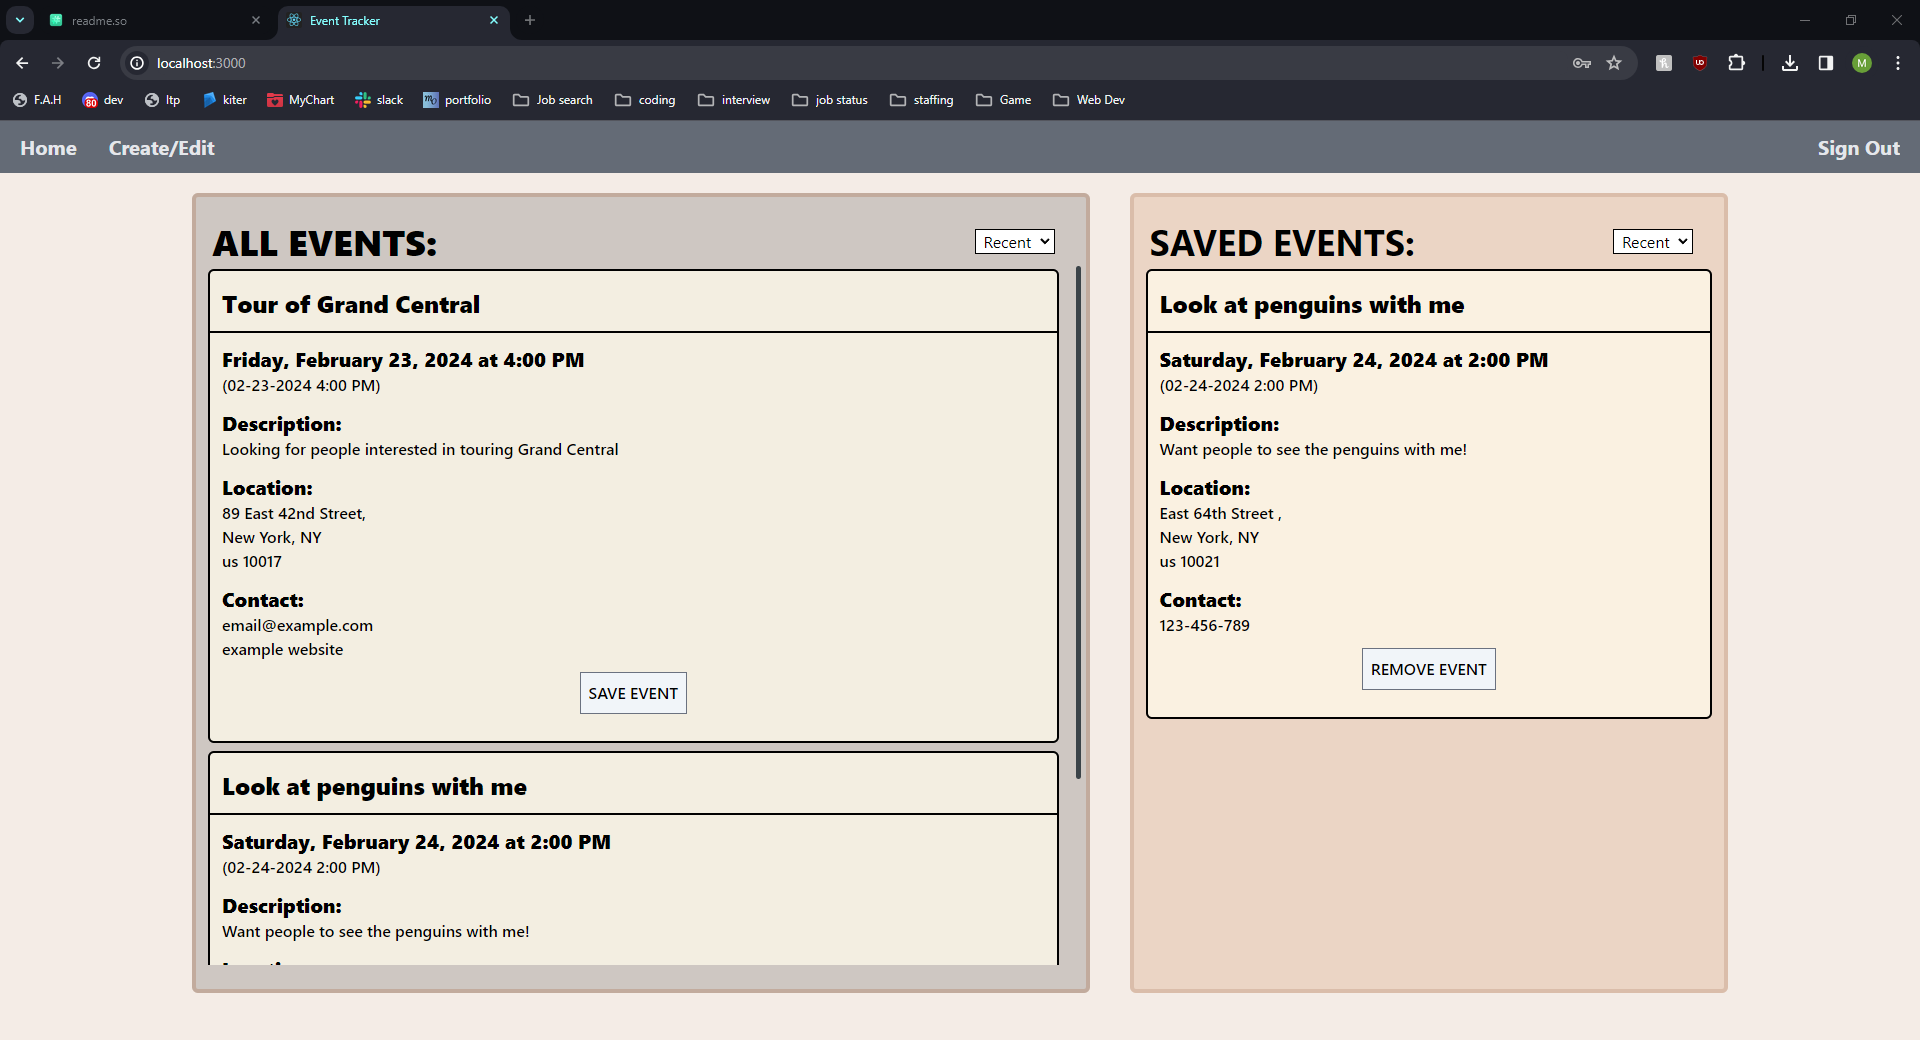 readme.so
Event Tracker
localhost:3000
F.A.H
dev
ltp
kiter
MyChart
slack
portfolio
Job search
coding
interview
job status
staffing
Game
Web Dev
Home
Create/Edit
Sign Out
ALL EVENTS:
Recent
Tour of Grand Central
Friday, February 23, 2024 at 4:00 PM
(02-23-2024 4:00 PM)
Description:
Looking for people interested in touring Grand Central
Location:
89 East 42nd Street,
New York, NY
us 10017
Contact:
email@example.com
example website
SAVE EVENT
Look at penguins with me
Saturday, February 24, 2024 at 2:00 PM
(02-24-2024 2:00 PM)
Description:
Want people to see the penguins with me!
SAVED EVENTS:
Recent
Look at penguins with me
Saturday, February 24, 2024 at 2:00 PM
(02-24-2024 2:00 PM)
Description:
Want people to see the penguins with me!
Location:
East 64th Street ,
New York, NY
us 10021
Contact:
123-456-789
REMOVE EVENT